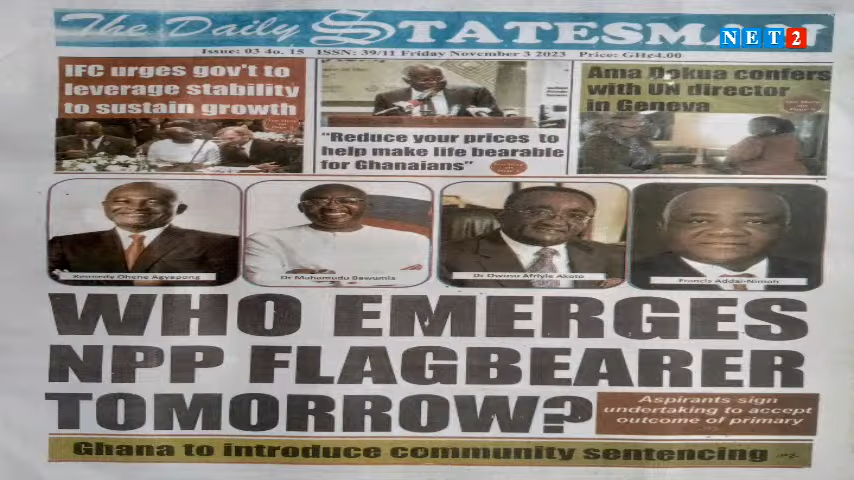 The Daily STATESMAN
NET2
Issue: 03 4o. 15 ISSN: 39/11 Friday November 3 2023 Price: GH¢4.00
IFC urges gov't to
leverage stability
to sustain growth
"Reduce your prices to
help make life bearable
for Ghanaians"
Ama Dokua confers
with UN director
in Geneva
Kennedy Ohene Agyapong
Dr Muhamudu Bawumia
Dr Owusu Afriyie Akoto
Francis Addai-Nimoh
WHO EMERGES
NPP FLAGBEARER
TOMORROW?
Aspirants sign
undertaking to accept
outcome of primary
Ghana to introduce community sentencing